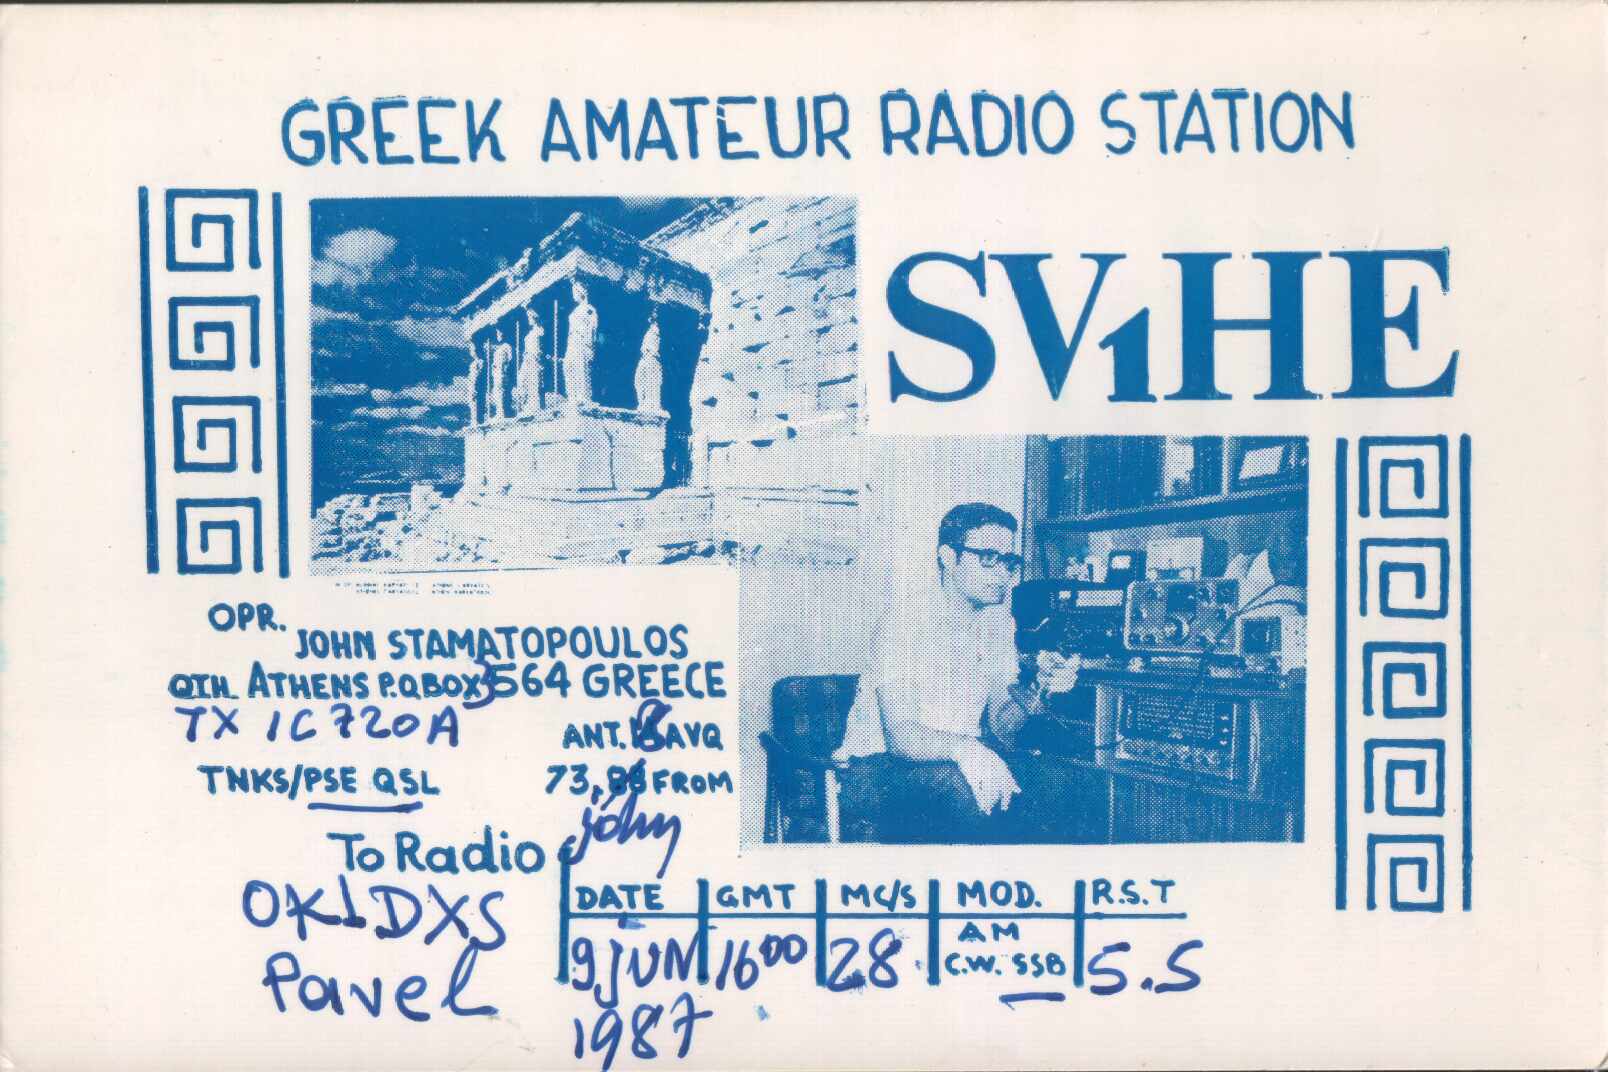 GREEK AMATEUR RADIO STATION
SV1HE
OPR.
JOHN STAMATOPOULOS
QTH ATHENS P.O.BOX 3564 GREECE
TX IC720A
ANT. 18AVQ
TNKS/PSE QSL
73, 88 FROM
john
To Radio
OK1DXS
Pavel
DATE GMT MC/S MOD. R.S.T
9 JUN 1600 28 AM C.W. SSB 5.5
1987